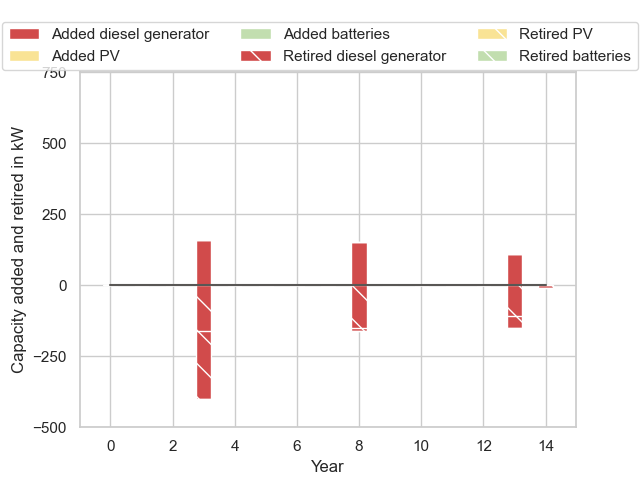 Added diesel generator
Added PV
Added batteries
Retired diesel generator
Retired PV
Retired batteries
750
500
250
0
−250
−500
Capacity added and retired in kW
0 2 4 6 8 10 12 14
Year